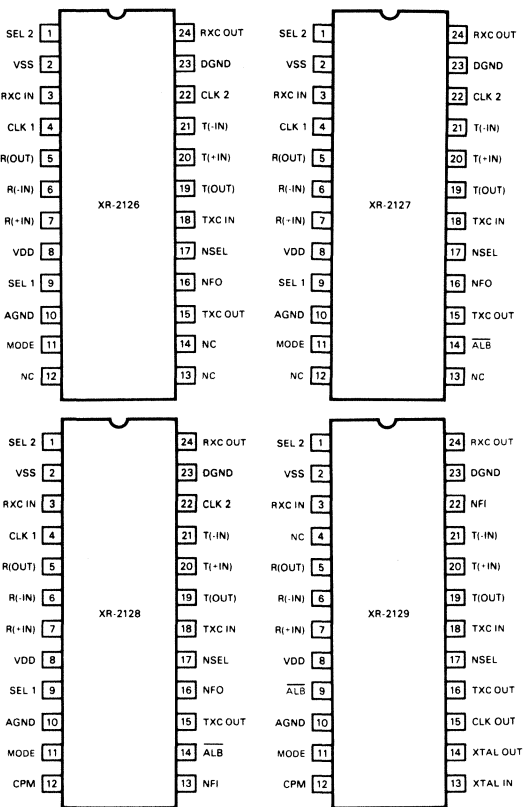 SEL 2 1 24 RXC OUT
VSS 2 23 DGND
RXC IN 3 22 CLK 2
CLK 1 4 21 T(-IN)
R(OUT) 5 20 T(+IN)
R(-IN) 6 19 T(OUT)
XR-2126
R(+IN) 7 18 TXC IN
VDD 8 17 NSEL
SEL 1 9 16 NFO
AGND 10 15 TXC OUT
MODE 11 14 NC
NC 12 13 NC
SEL 2 1 24 RXC OUT
VSS 2 23 DGND
RXC IN 3 22 CLK 2
CLK 1 4 21 T(-IN)
R(OUT) 5 20 T(+IN)
R(-IN) 6 19 T(OUT)
XR-2127
R(+IN) 7 18 TXC IN
VDD 8 17 NSEL
SEL 1 9 16 NFO
AGND 10 15 TXC OUT
MODE 11 14 A̅L̅B̅
NC 12 13 NC
SEL 2 1 24 RXC OUT
VSS 2 23 DGND
RXC IN 3 22 CLK 2
CLK 1 4 21 T(-IN)
R(OUT) 5 20 T(+IN)
R(-IN) 6 19 T(OUT)
XR-2128
R(+IN) 7 18 TXC IN
VDD 8 17 NSEL
SEL 1 9 16 NFO
AGND 10 15 TXC OUT
MODE 11 14 A̅L̅B̅
CPM 12 13 NFI
SEL 2 1 24 RXC OUT
VSS 2 23 DGND
RXC IN 3 22 NFI
NC 4 21 T(-IN)
R(OUT) 5 20 T(+IN)
R(-IN) 6 19 T(OUT)
XR-2129
R(+IN) 7 18 TXC IN
VDD 8 17 NSEL
A̅L̅B̅ 9 16 TXC OUT
AGND 10 15 CLK OUT
MODE 11 14 XTAL OUT
CPM 12 13 XTAL IN